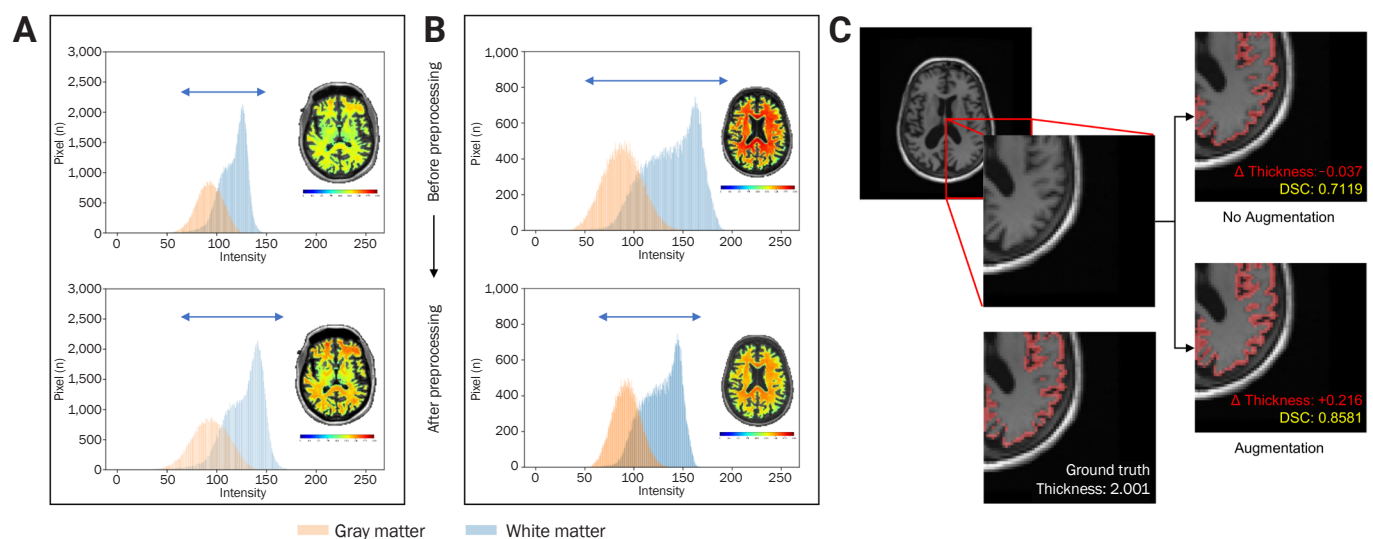 A
3,000
2,500
2,000
1,500
1,000
500
0
Pixel (n)
0 50 100 150 200 250
Intensity
3,000
2,500
2,000
1,500
1,000
500
0
Pixel (n)
0 50 100 150 200 250
Intensity
B
Before preprocessing
After preprocessing
1,000
800
600
400
200
0
Pixel (n)
0 50 100 150 200 250
Intensity
1,000
800
600
400
200
0
Pixel (n)
0 50 100 150 200 250
Intensity
Gray matter
White matter
C
Δ Thickness: −0.037
DSC: 0.7119
No Augmentation
Δ Thickness: +0.216
DSC: 0.8581
Augmentation
Ground truth
Thickness: 2.001